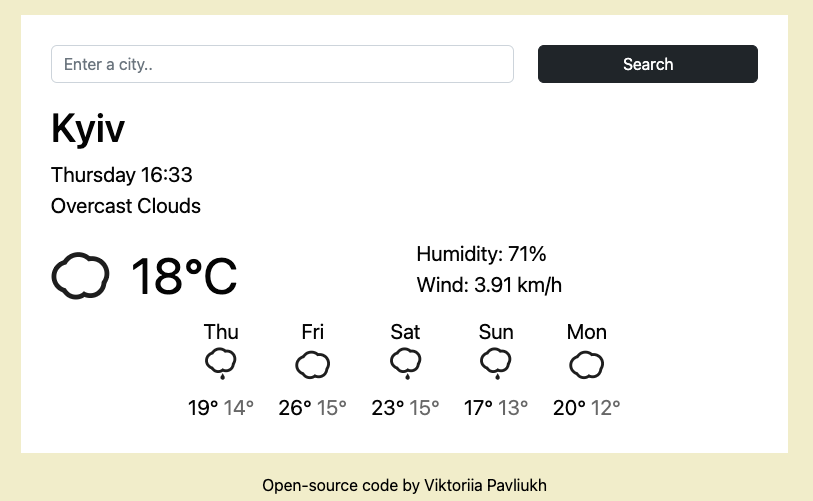 Enter a city.. Search
Kyiv
Thursday 16:33
Overcast Clouds
18°C
Humidity: 71%
Wind: 3.91 km/h
Thu Fri Sat Sun Mon
19° 14° 26° 15° 23° 15° 17° 13° 20° 12°
Open-source code by Viktoriia Pavliukh